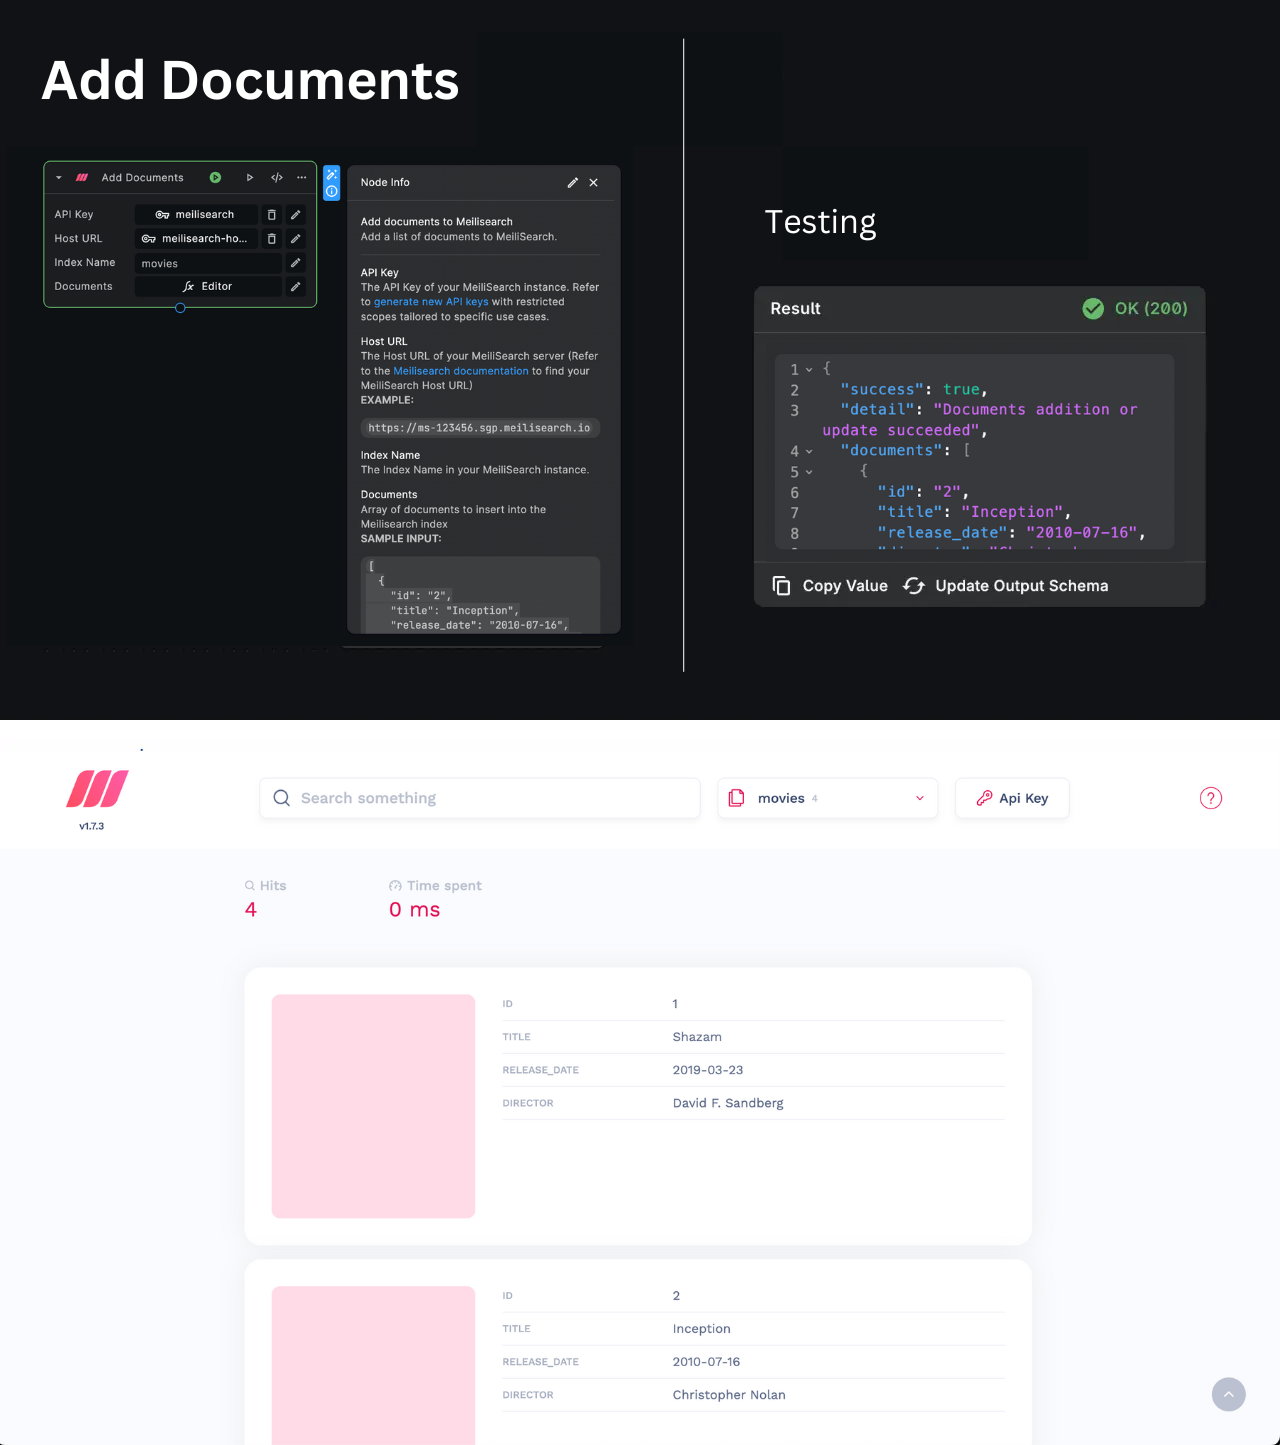 Add Documents
Add Documents
API Key
meilisearch
Host URL
meilisearch-ho...
Index Name
movies
Documents
Editor
Node Info
Add documents to Meilisearch
Add a list of documents to MeiliSearch.
API Key
The API Key of your MeiliSearch instance. Refer
to generate new API keys with restricted
scopes tailored to specific use cases.
Host URL
The Host URL of your MeiliSearch server (Refer
to the Meilisearch documentation to find your
MeiliSearch Host URL)
EXAMPLE:
https://ms-123456.sgp.meilisearch.io
Index Name
The Index Name in your MeiliSearch instance.
Documents
Array of documents to insert into the
Meilisearch index
SAMPLE INPUT:
[
{
"id": "2",
"title": "Inception",
"release_date": "2010-07-16",
Testing
Result
OK (200)
1 {
2 "success": true,
3 "detail": "Documents addition or
update succeeded",
4 "documents": [
5 {
6 "id": "2",
7 "title": "Inception",
8 "release_date": "2010-07-16",
Copy Value
Update Output Schema
v1.7.3
Search something
movies 4
Api Key
Hits
4
Time spent
0 ms
ID 1
TITLE Shazam
RELEASE_DATE 2019-03-23
DIRECTOR David F. Sandberg
ID 2
TITLE Inception
RELEASE_DATE 2010-07-16
DIRECTOR Christopher Nolan